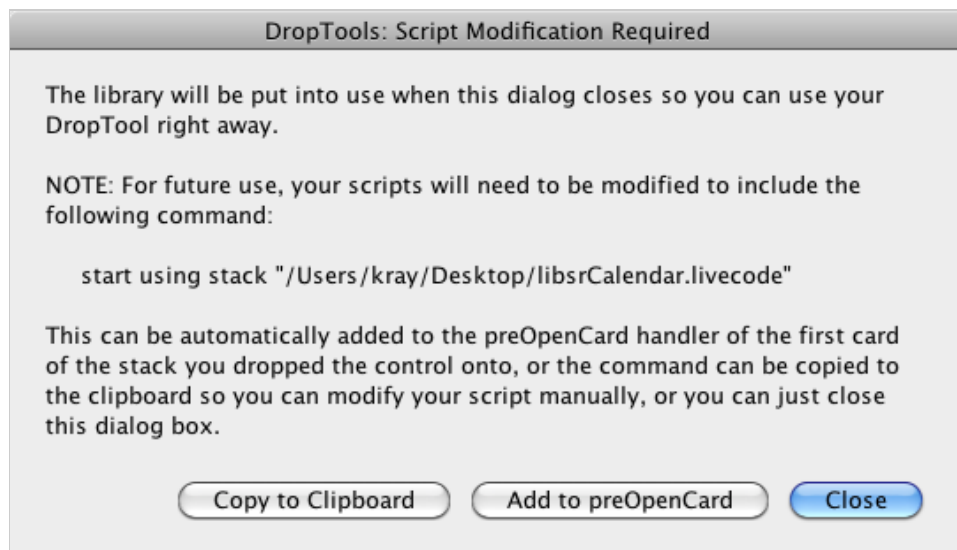 DropTools: Script Modification Required
The library will be put into use when this dialog closes so you can use your
DropTool right away.
NOTE: For future use, your scripts will need to be modified to include the
following command:
start using stack "/Users/kray/Desktop/libsrCalendar.livecode"
This can be automatically added to the preOpenCard handler of the first card
of the stack you dropped the control onto, or the command can be copied to
the clipboard so you can modify your script manually, or you can just close
this dialog box.
Copy to Clipboard Add to preOpenCard Close